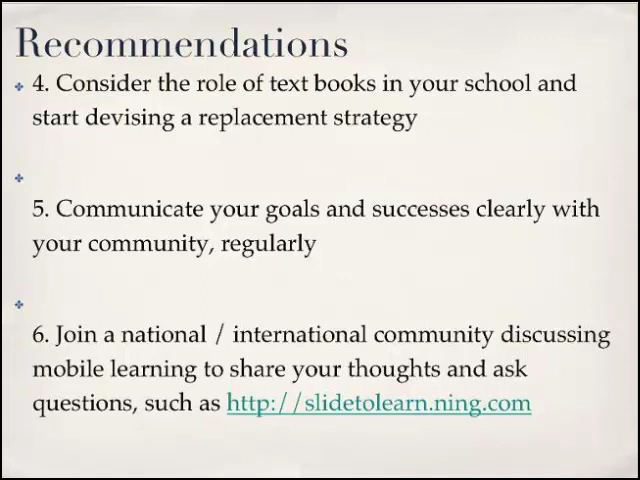 Recommendations
4. Consider the role of text books in your school and
start devising a replacement strategy
5. Communicate your goals and successes clearly with
your community, regularly
6. Join a national / international community discussing
mobile learning to share your thoughts and ask
questions, such as http://slidetolearn.ning.com